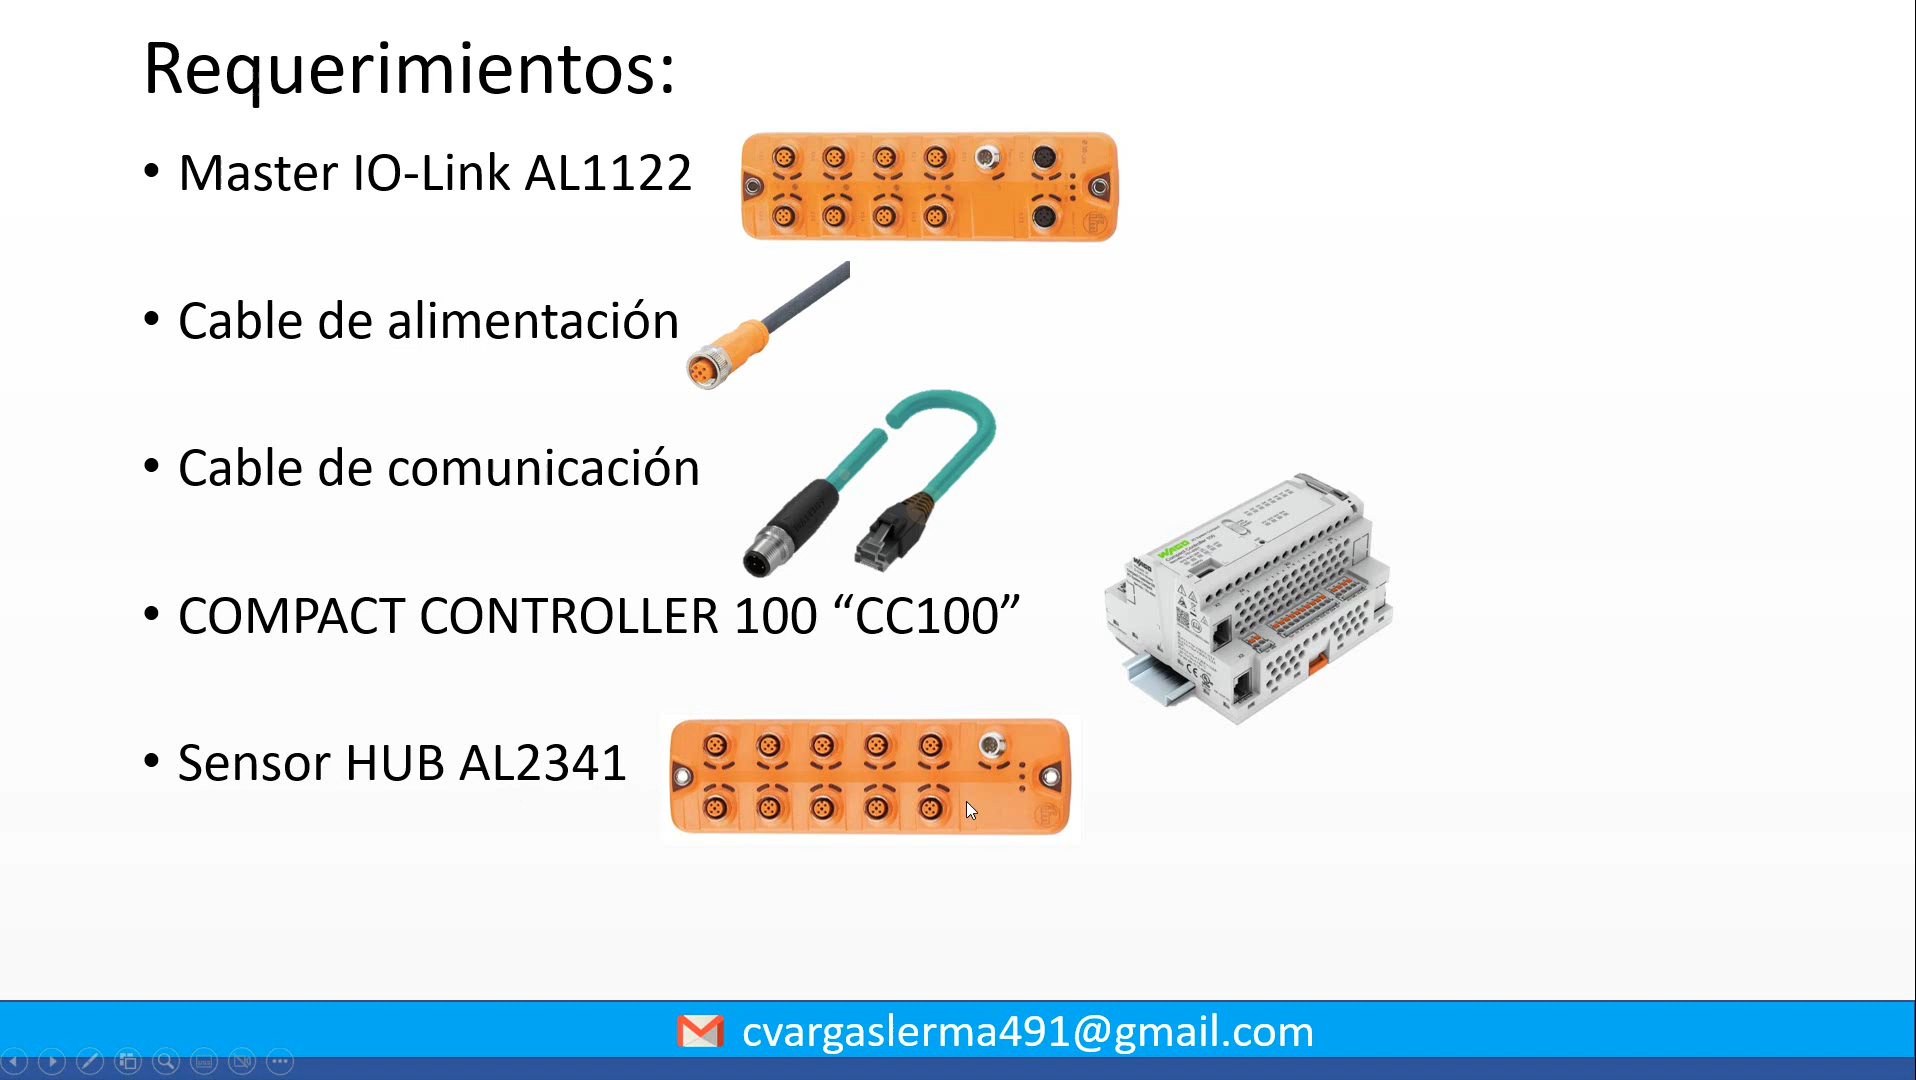 Requerimientos:
• Master IO-Link AL1122
• Cable de alimentación
• Cable de comunicación
• COMPACT CONTROLLER 100 “CC100”
WAGO
• Sensor HUB AL2341
cvargaslerma491@gmail.com